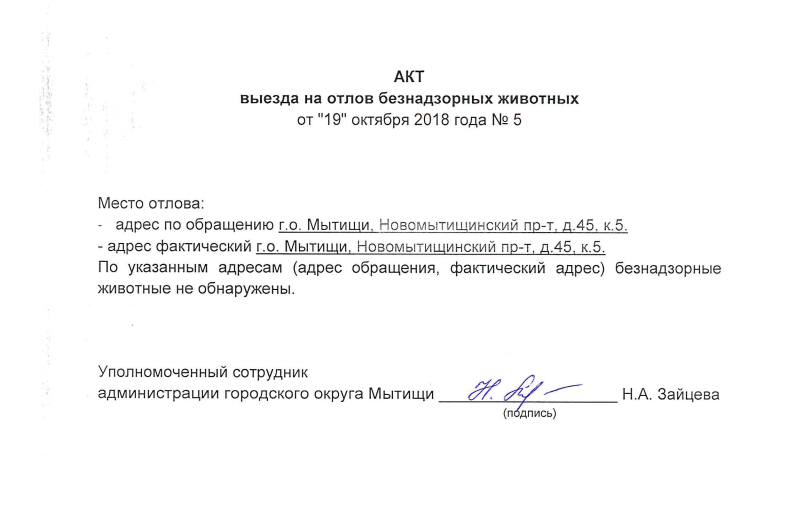 АКТ
выезда на отлов безнадзорных животных
от "19" октября 2018 года № 5
Место отлова:
- адрес по обращению г.о. Мытищи, Новомытищинский пр-т, д.45, к.5.
- адрес фактический г.о. Мытищи, Новомытищинский пр-т, д.45, к.5.
По указанным адресам (адрес обращения, фактический адрес) безнадзорные
животные не обнаружены.
Уполномоченный сотрудник
администрации городского округа Мытищи ____________________ Н.А. Зайцева
(подпись)